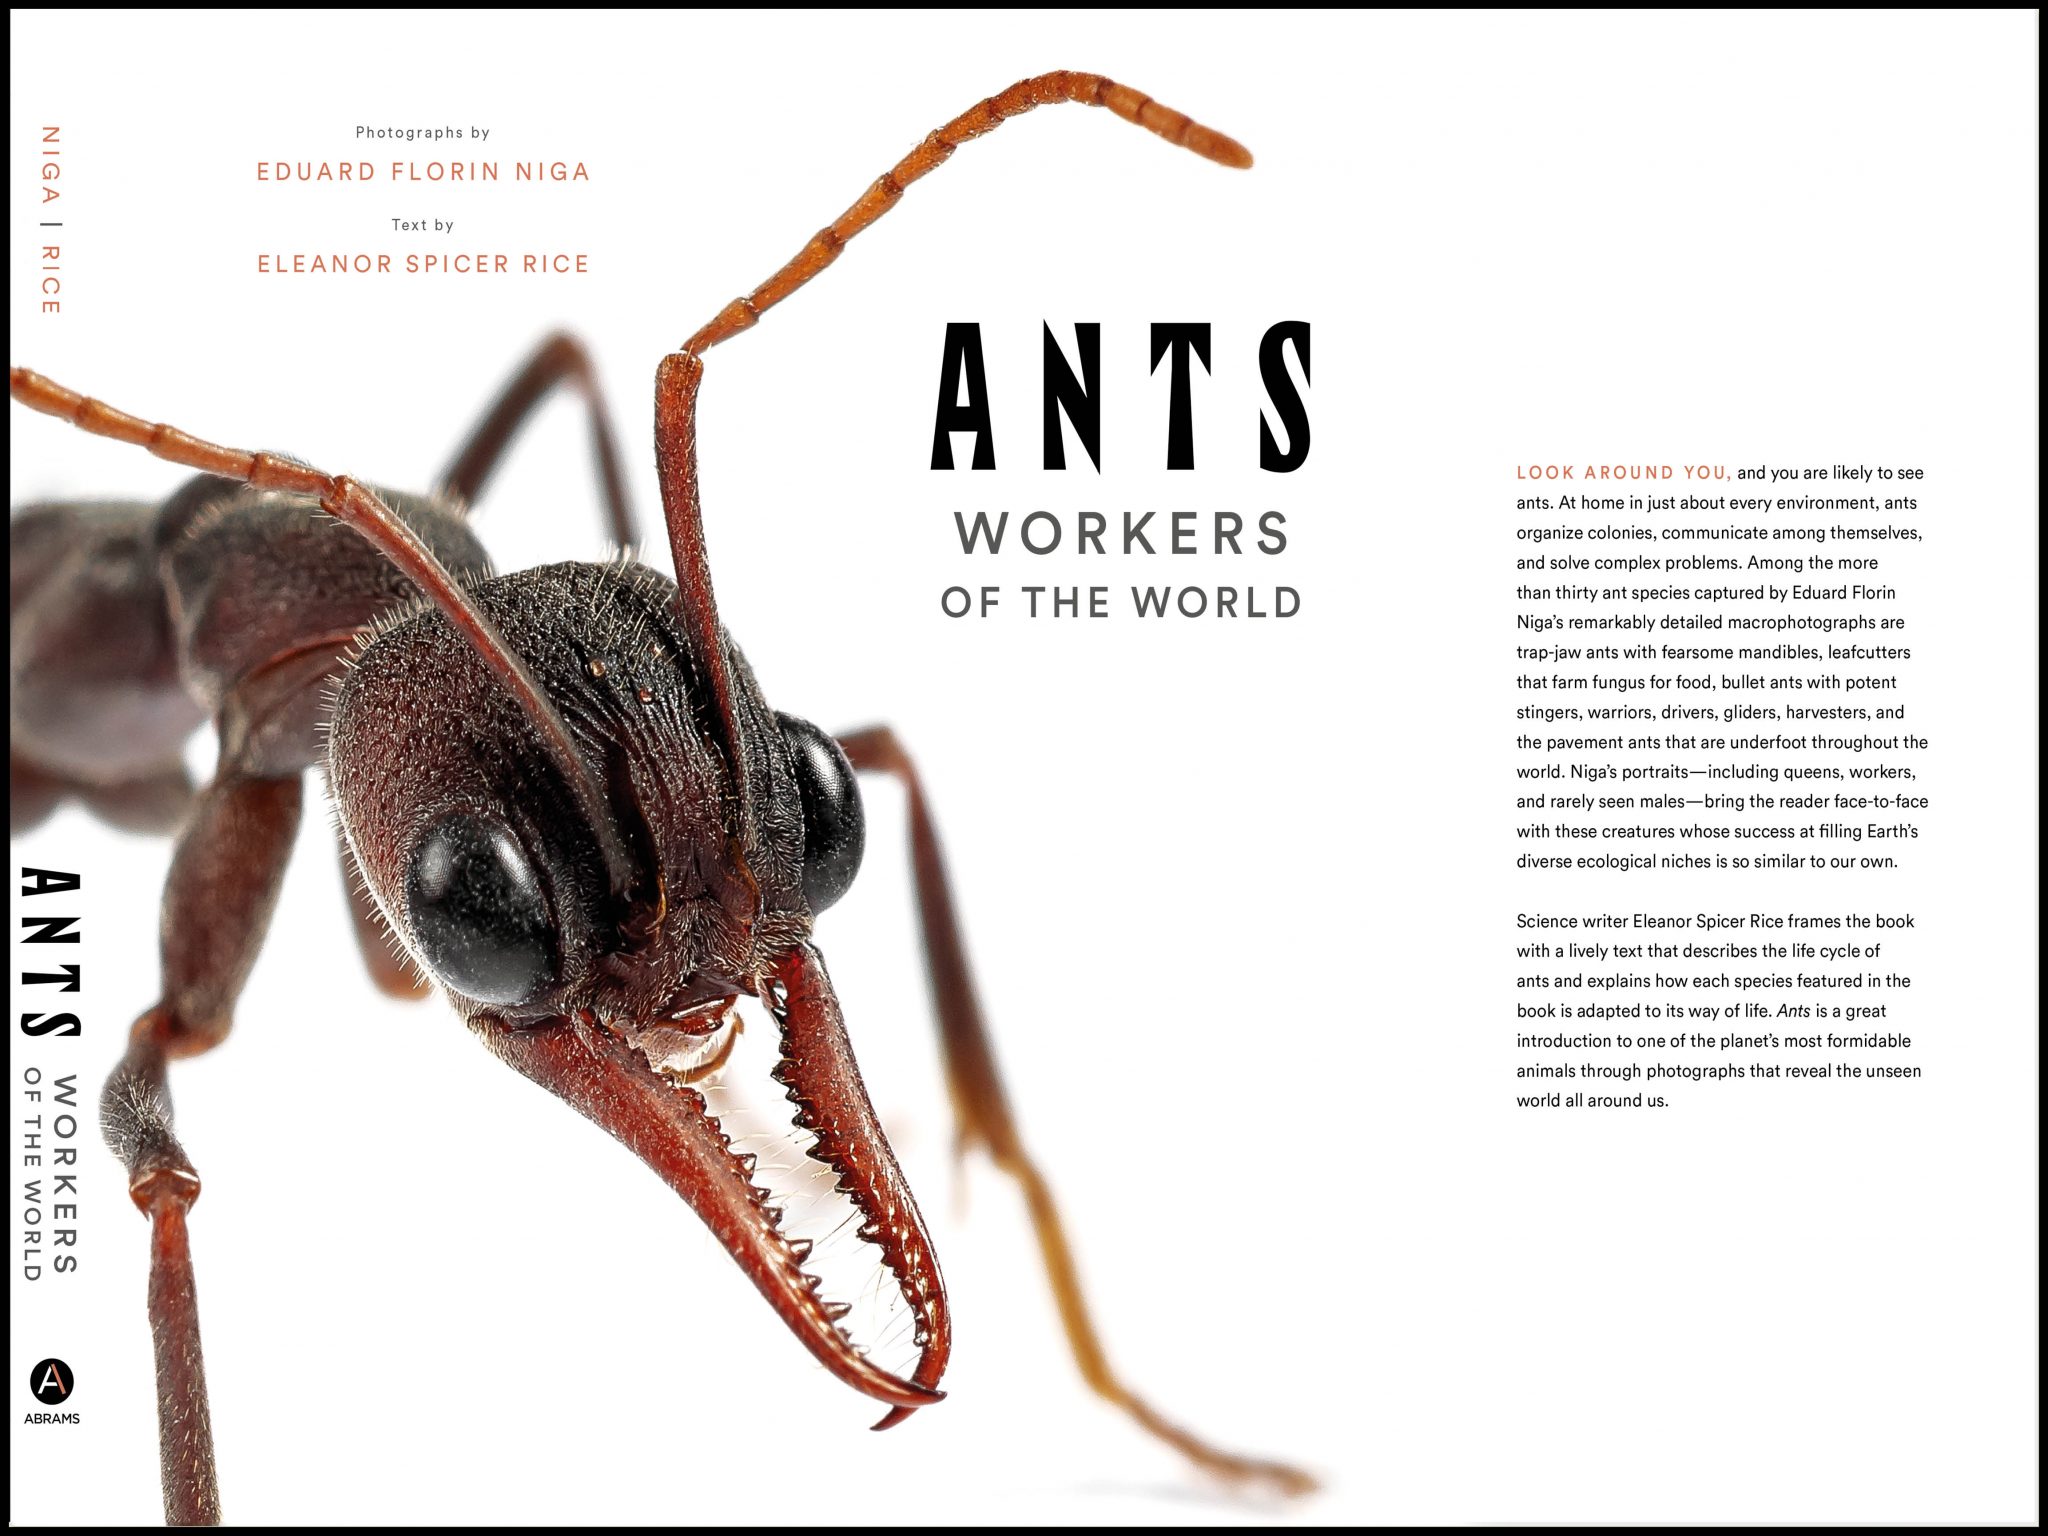 NIGA | RICE
ANTS WORKERS
OF THE WORLD
A
ABRAMS
Photographs by
EDUARD FLORIN NIGA
Text by
ELEANOR SPICER RICE
ANTS
WORKERS
OF THE WORLD
LOOK AROUND YOU, and you are likely to see
ants. At home in just about every environment, ants
organize colonies, communicate among themselves,
and solve complex problems. Among the more
than thirty ant species captured by Eduard Florin
Niga’s remarkably detailed macrophotographs are
trap-jaw ants with fearsome mandibles, leafcutters
that farm fungus for food, bullet ants with potent
stingers, warriors, drivers, gliders, harvesters, and
the pavement ants that are underfoot throughout the
world. Niga’s portraits—including queens, workers,
and rarely seen males—bring the reader face-to-face
with these creatures whose success at filling Earth’s
diverse ecological niches is so similar to our own.
Science writer Eleanor Spicer Rice frames the book
with a lively text that describes the life cycle of
ants and explains how each species featured in the
book is adapted to its way of life. Ants is a great
introduction to one of the planet’s most formidable
animals through photographs that reveal the unseen
world all around us.